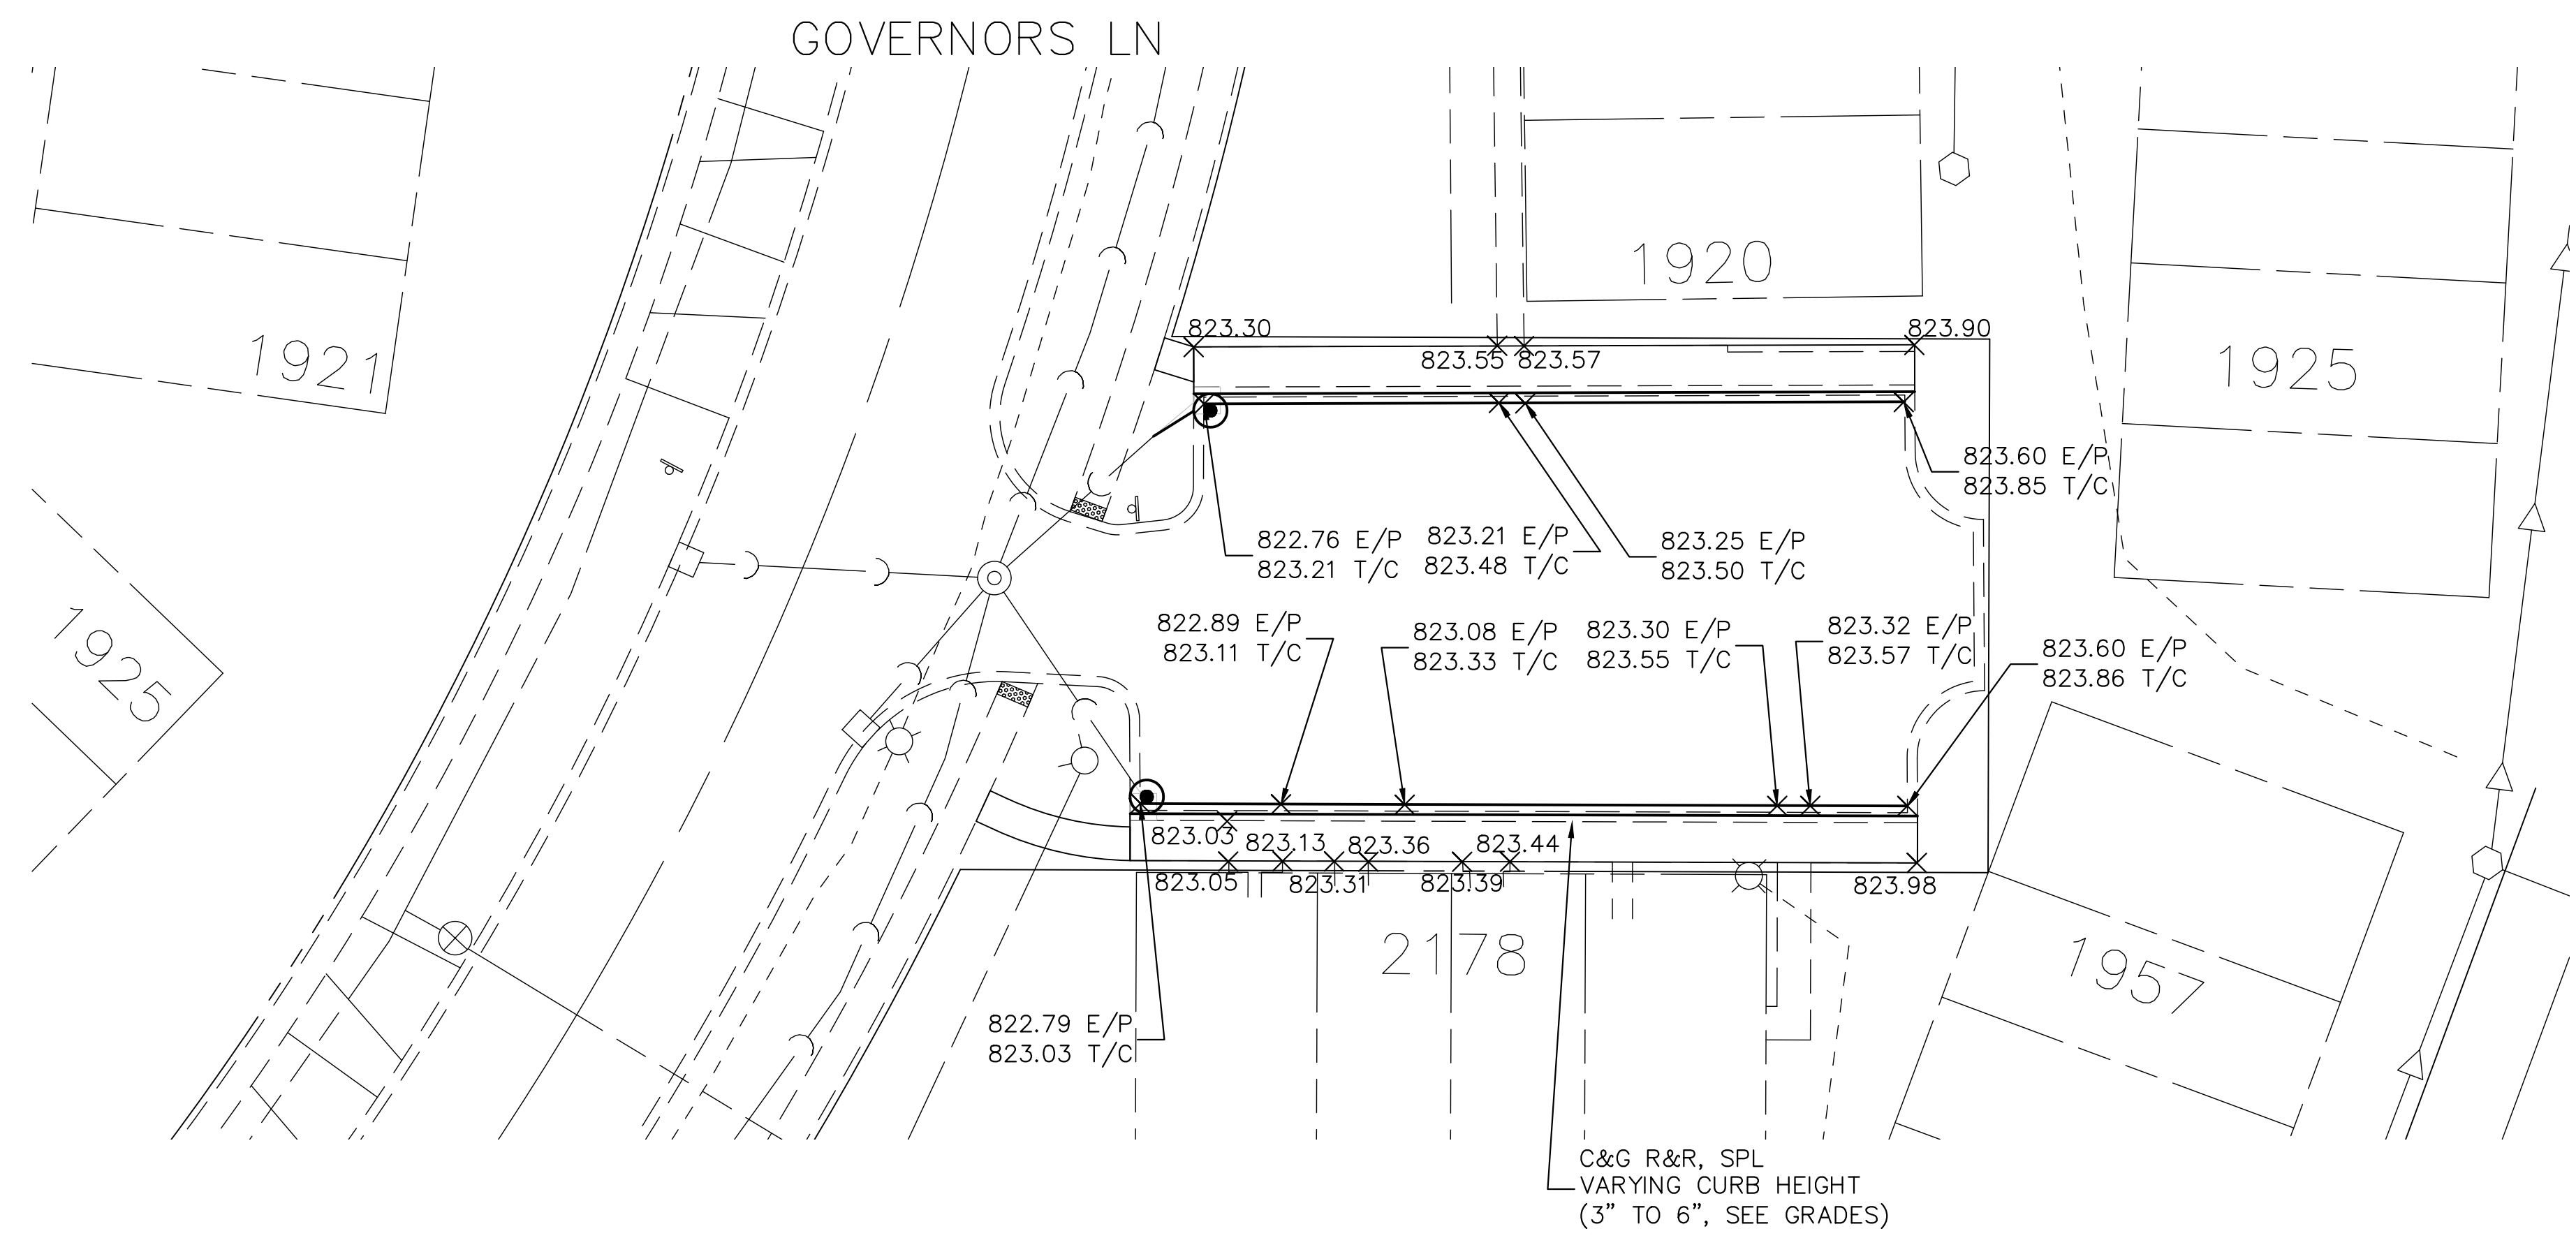 GOVERNORS LN
1920
1921
1925
823.30
823.90
823.55
823.57
823.60 E/P
823.85 T/C
822.76 E/P
823.21 T/C
823.21 E/P
823.48 T/C
823.25 E/P
823.50 T/C
1925
822.89 E/P
823.11 T/C
823.08 E/P
823.33 T/C
823.30 E/P
823.55 T/C
823.32 E/P
823.57 T/C
823.60 E/P
823.86 T/C
823.03
823.13
823.36
823.44
823.05
823.31
823.39
823.98
2178
1957
822.79 E/P
823.03 T/C
C&G R&R, SPL
VARYING CURB HEIGHT
(3” TO 6”, SEE GRADES)